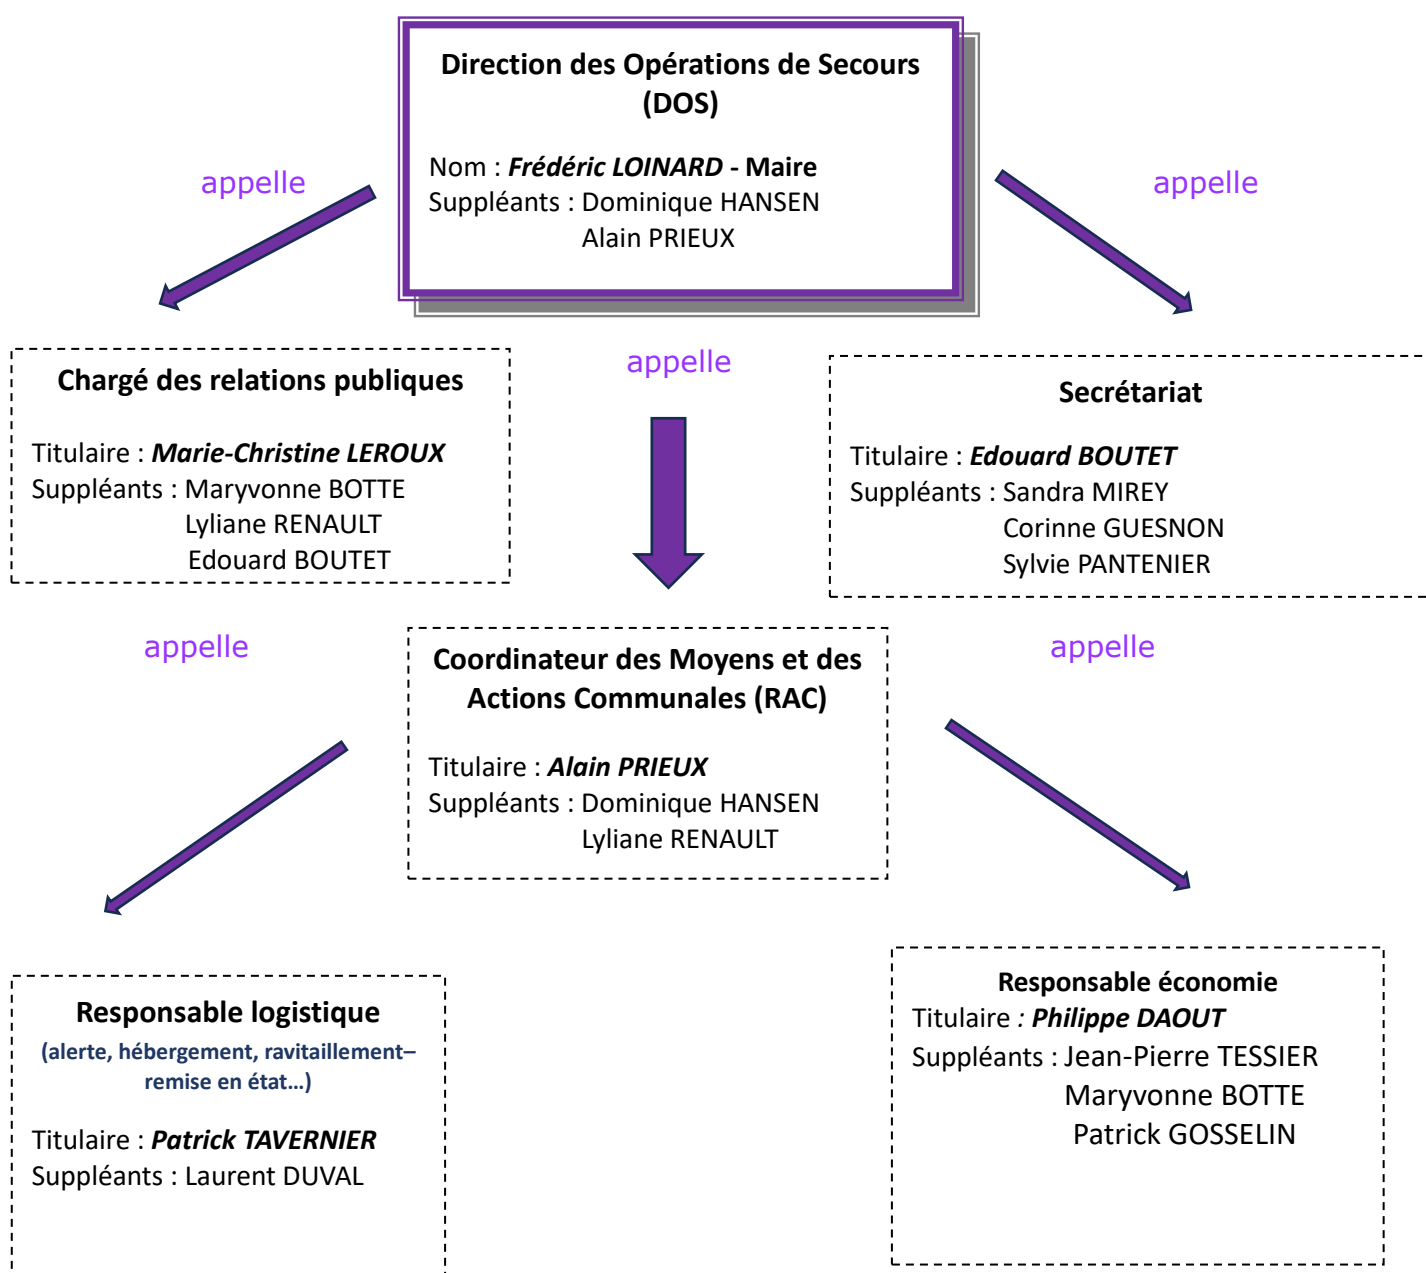 Direction des Opérations de Secours
(DOS)
Nom : Frédéric LOINARD - Maire
Suppléants : Dominique HANSEN
Alain PRIEUX
appelle
appelle
appelle
Chargé des relations publiques
Titulaire : Marie-Christine LEROUX
Suppléants : Maryvonne BOTTE
Lyliane RENAULT
Edouard BOUTET
Secrétariat
Titulaire : Edouard BOUTET
Suppléants : Sandra MIREY
Corinne GUESNON
Sylvie PANTENIER
appelle
Coordinateur des Moyens et des
Actions Communales (RAC)
Titulaire : Alain PRIEUX
Suppléants : Dominique HANSEN
Lyliane RENAULT
appelle
Responsable logistique
(alerte, hébergement, ravitaillement–
remise en état…)
Titulaire : Patrick TAVERNIER
Suppléants : Laurent DUVAL
Responsable économie
Titulaire : Philippe DAOUT
Suppléants : Jean-Pierre TESSIER
Maryvonne BOTTE
Patrick GOSSELIN